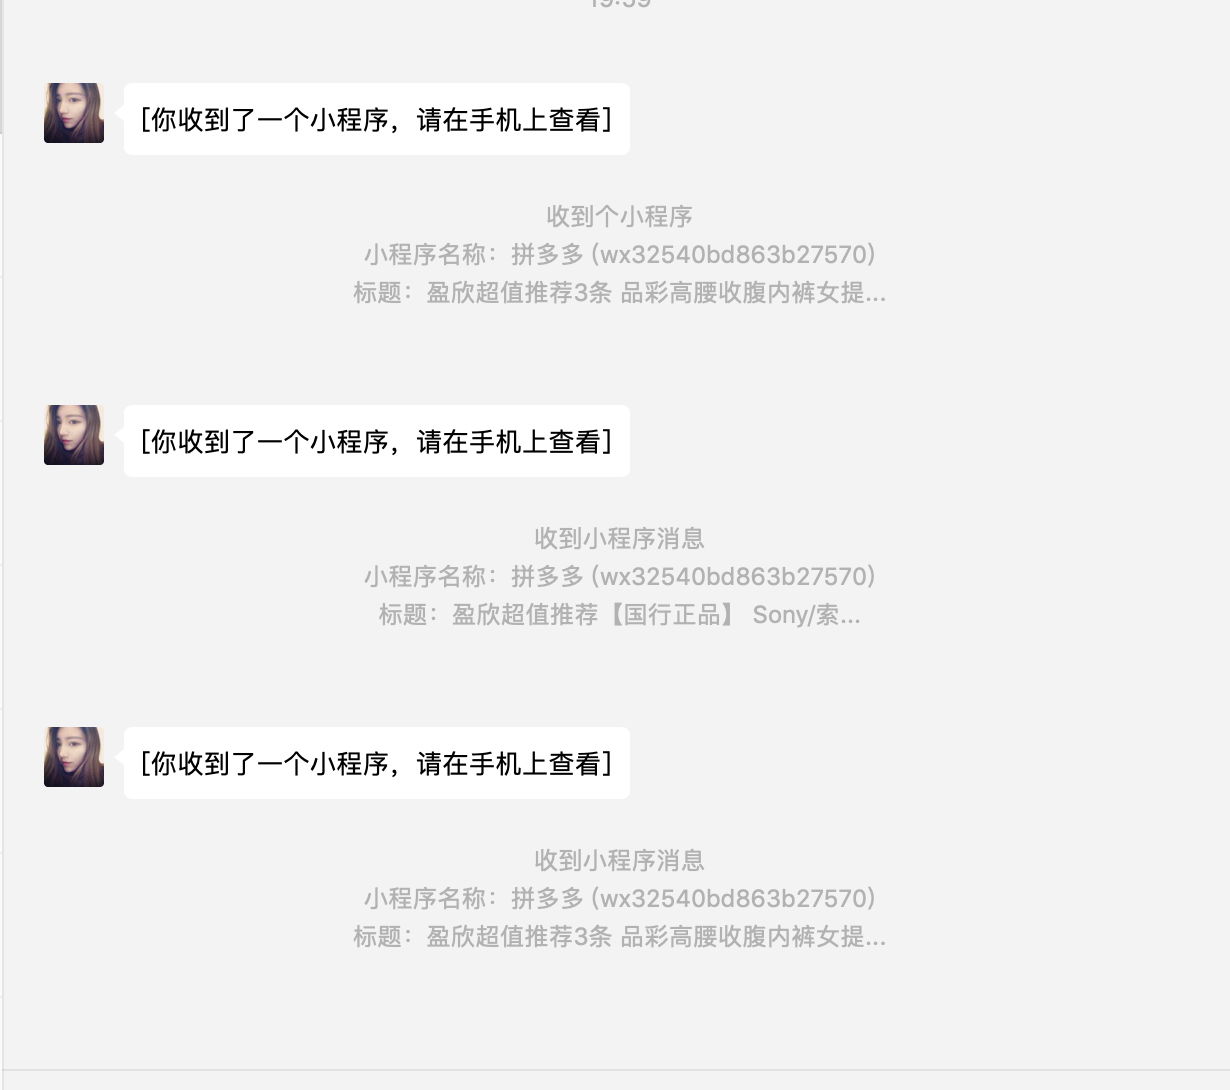 [你收到了一个小程序，请在手机上查看]
收到个小程序
小程序名称：拼多多 (wx32540bd863b27570)
标题：盈欣超值推荐3条 品彩高腰收腹内裤女提...
[你收到了一个小程序，请在手机上查看]
收到小程序消息
小程序名称：拼多多 (wx32540bd863b27570)
标题：盈欣超值推荐【国行正品】 Sony/索...
[你收到了一个小程序，请在手机上查看]
收到小程序消息
小程序名称：拼多多 (wx32540bd863b27570)
标题：盈欣超值推荐3条 品彩高腰收腹内裤女提...